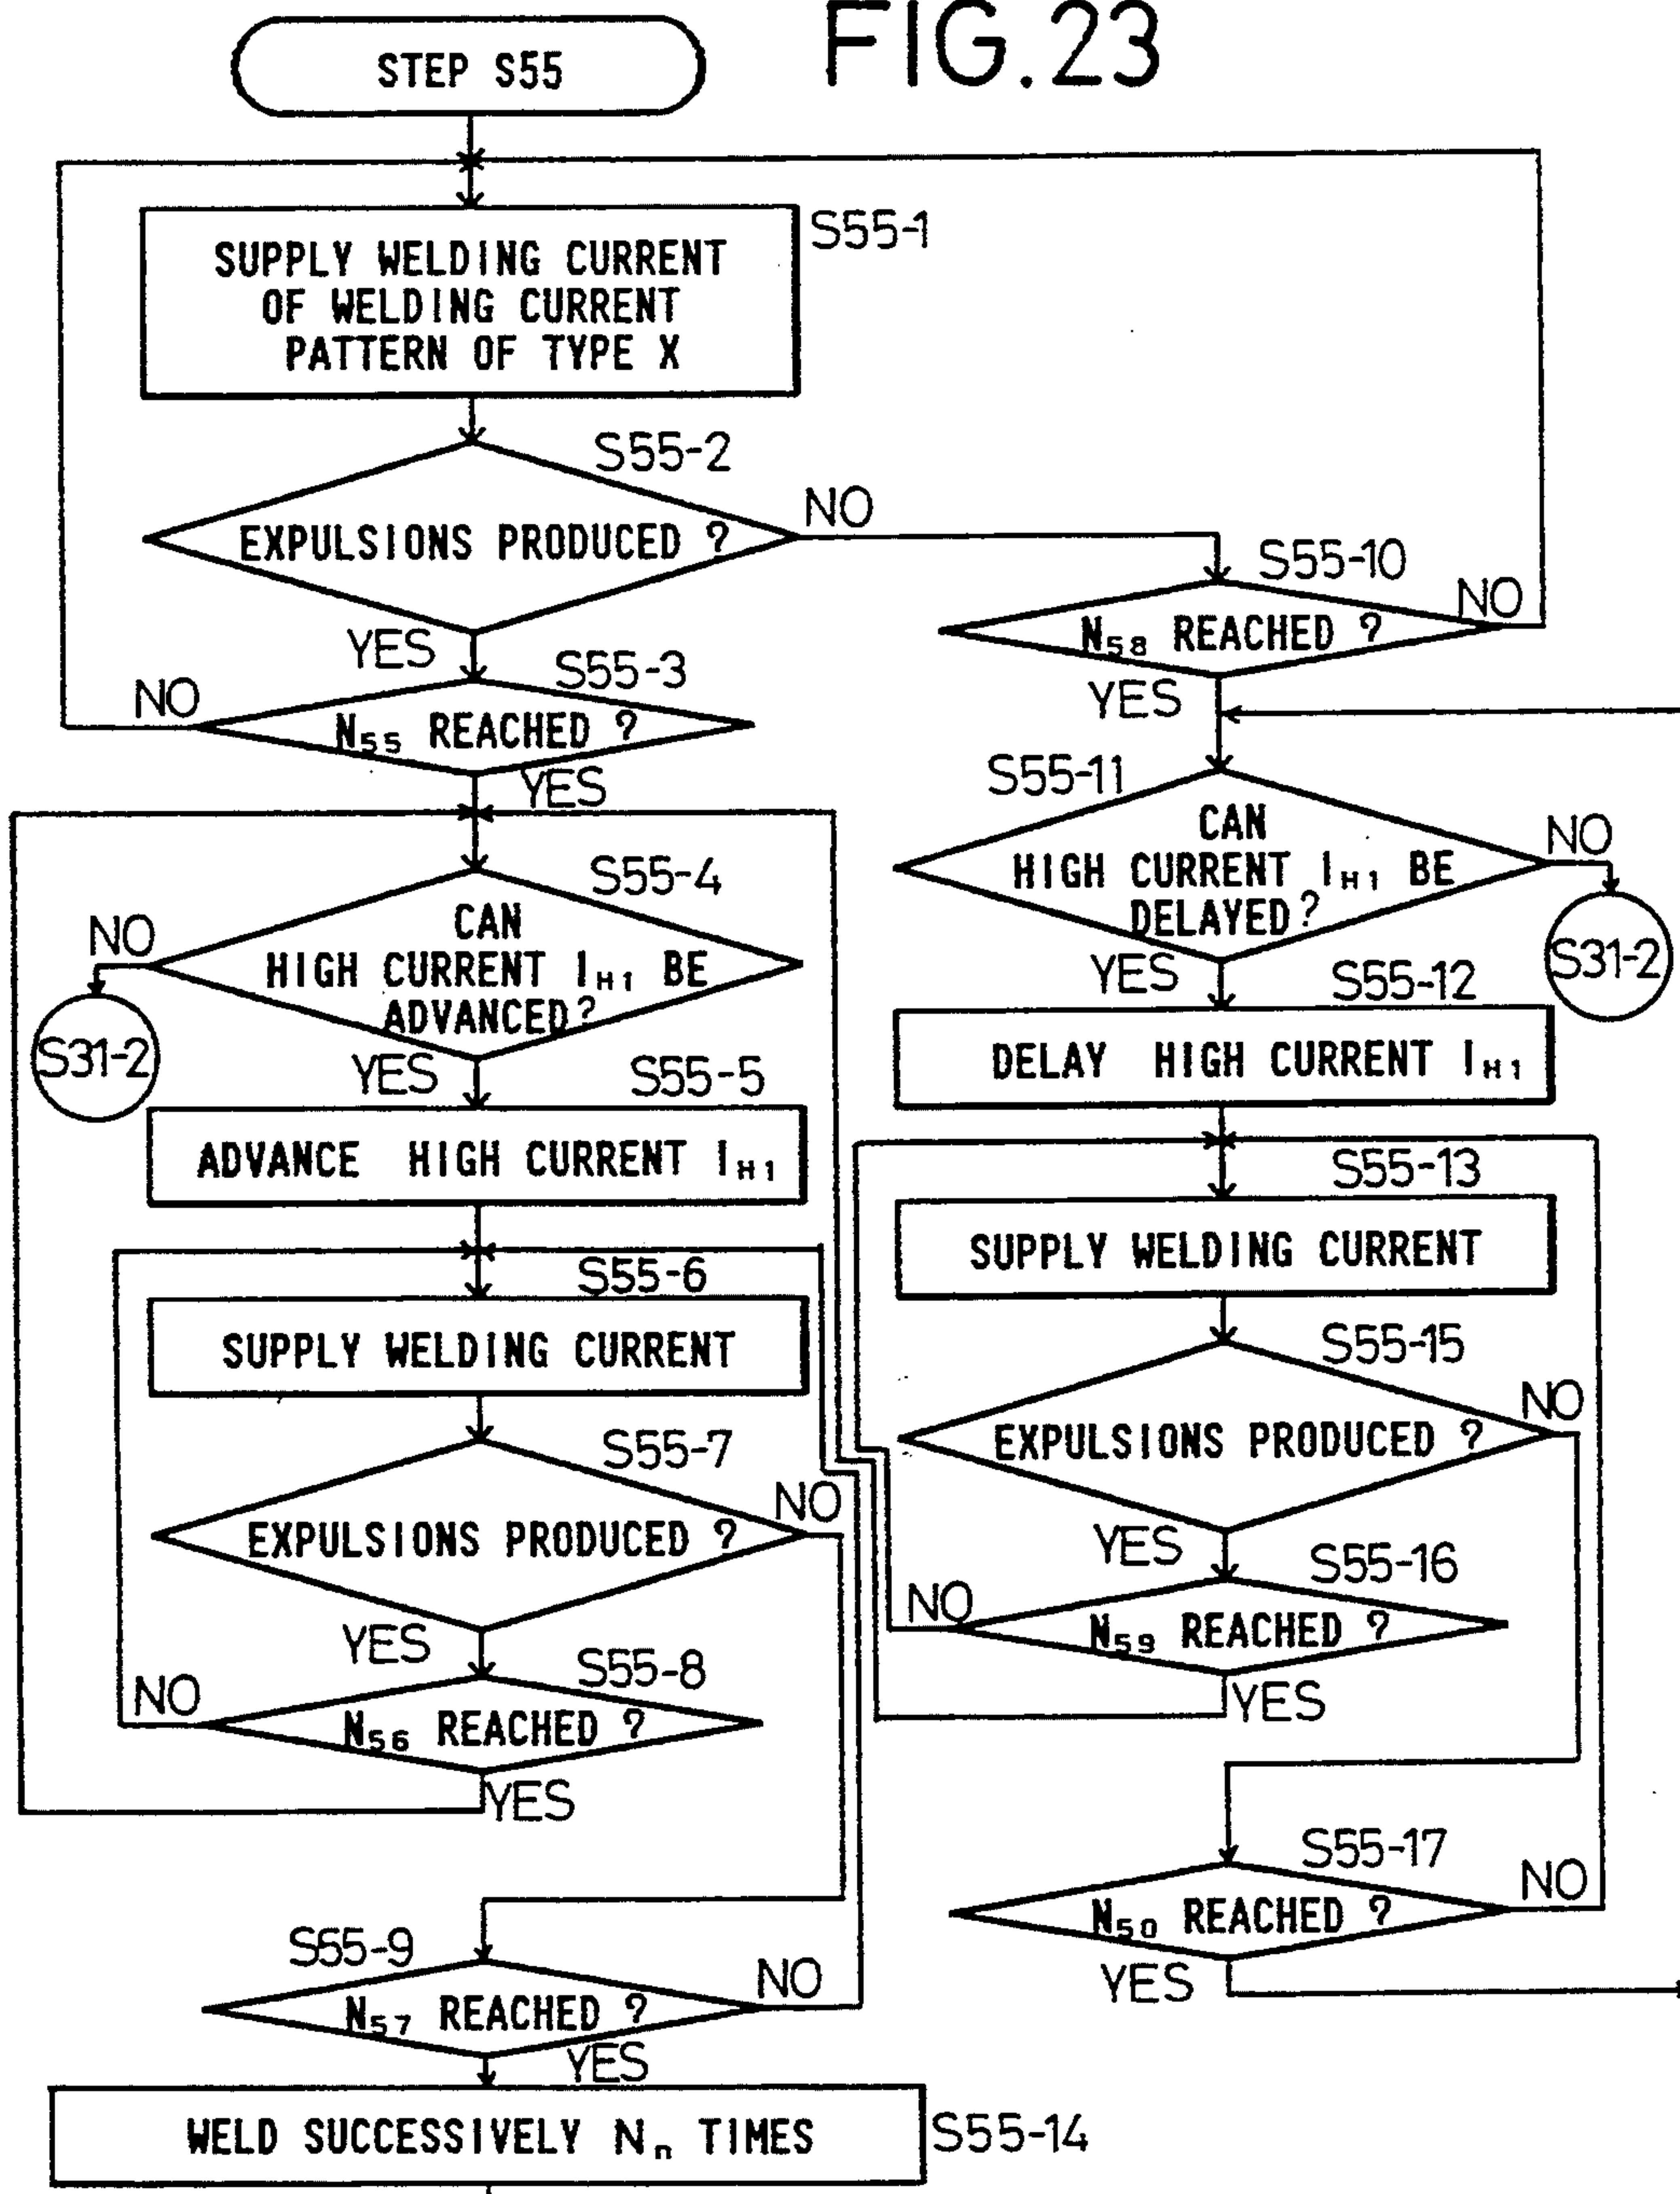 FIG.23
STEP S55
S55-1
SUPPLY WELDING CURRENT
OF WELDING CURRENT
PATTERN OF TYPE X
S55-2
EXPULSIONS PRODUCED ?
NO
YES
S55-3
NO
N55 REACHED ?
YES
S55-4
NO
CAN
HIGH CURRENT IH1 BE
ADVANCED?
S31-2
YES
S55-5
ADVANCE HIGH CURRENT IH1
S55-6
SUPPLY WELDING CURRENT
S55-7
NO
EXPULSIONS PRODUCED ?
YES
S55-8
NO
N56 REACHED ?
YES
S55-9
NO
N57 REACHED ?
YES
WELD SUCCESSIVELY Nn TIMES
S55-14
S55-10
NO
N58 REACHED ?
YES
S55-11
CAN
HIGH CURRENT IH1 BE
DELAYED?
NO
S31-2
YES
S55-12
DELAY HIGH CURRENT IH1
S55-13
SUPPLY WELDING CURRENT
S55-15
NO
EXPULSIONS PRODUCED ?
YES
S55-16
NO
N59 REACHED ?
YES
S55-17
NO
N50 REACHED ?
YES